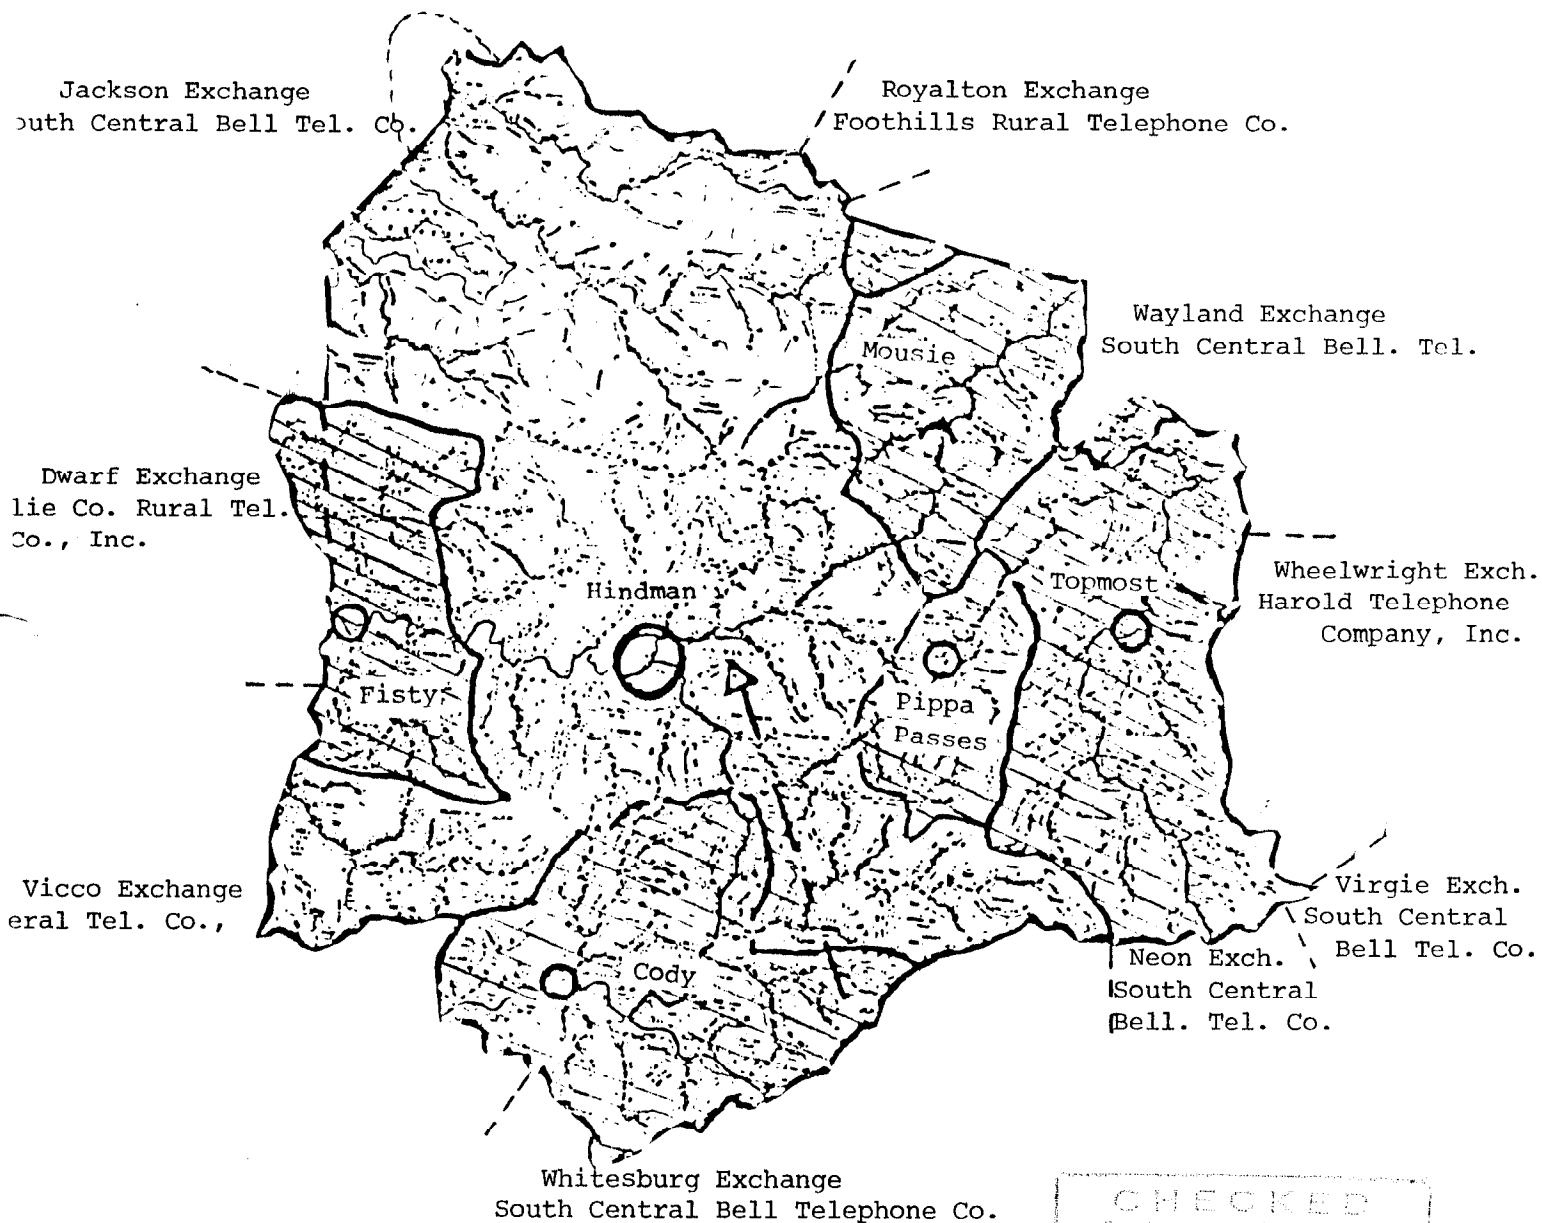 Jackson Exchange
outh Central Bell Tel. Co.
Royalton Exchange
Foothills Rural Telephone Co.
Wayland Exchange
South Central Bell. Tel.
Mousie
Dwarf Exchange
lie Co. Rural Tel.
Co., Inc.
Hindman
Topmost
Wheelwright Exch.
Harold Telephone
Company, Inc.
Fisty
Pippa
Passes
Vicco Exchange
eral Tel. Co.,
Virgie Exch.
South Central
Bell Tel. Co.
Cody
Neon Exch.
South Central
Bell. Tel. Co.
Whitesburg Exchange
South Central Bell Telephone Co.
CHECKED